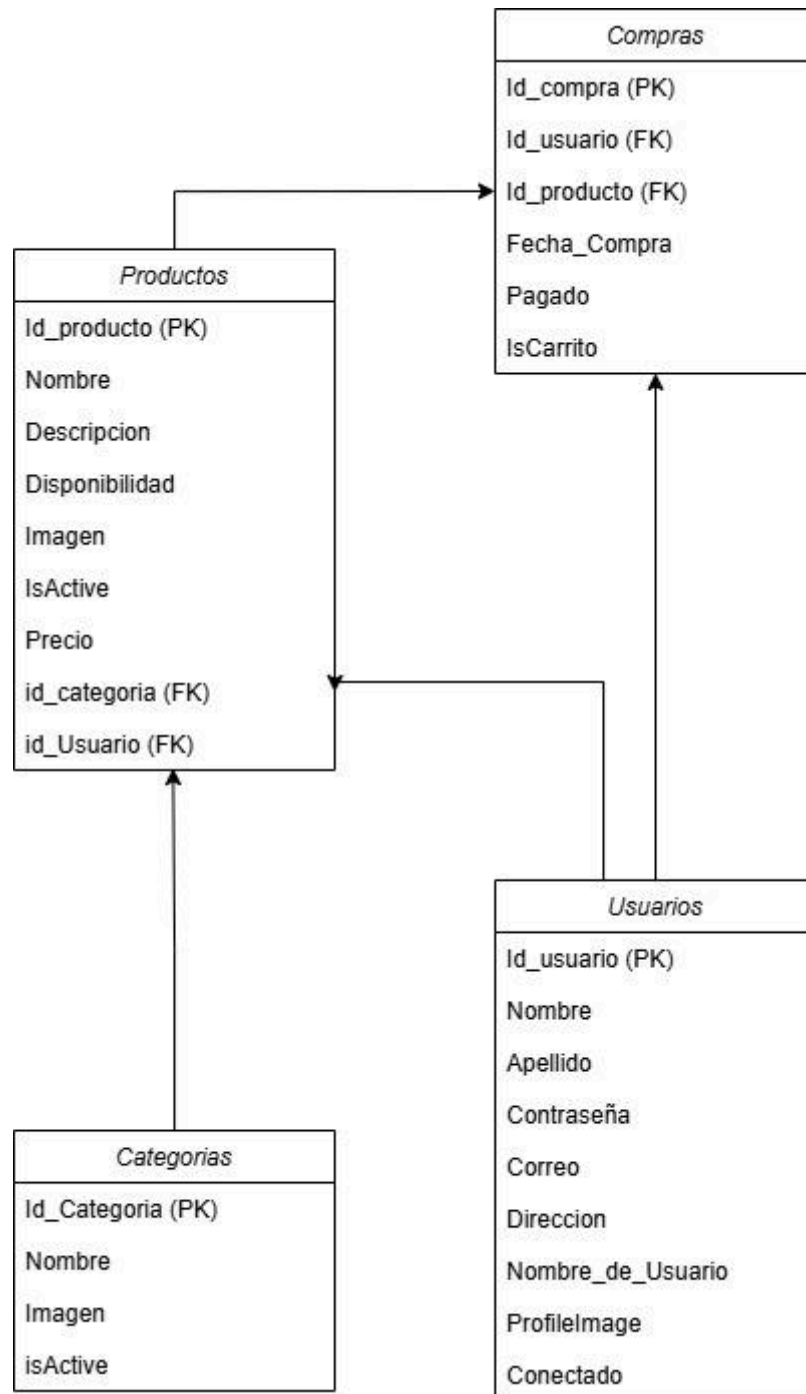 Compras
Id_compra (PK)
Id_usuario (FK)
Id_producto (FK)
Fecha_Compra
Pagado
IsCarrito
Productos
Id_producto (PK)
Nombre
Descripcion
Disponibilidad
Imagen
IsActive
Precio
id_categoria (FK)
id_Usuario (FK)
Usuarios
Id_usuario (PK)
Nombre
Apellido
Contraseña
Correo
Direccion
Nombre_de_Usuario
ProfileImage
Conectado
Categorias
Id_Categoria (PK)
Nombre
Imagen
isActive